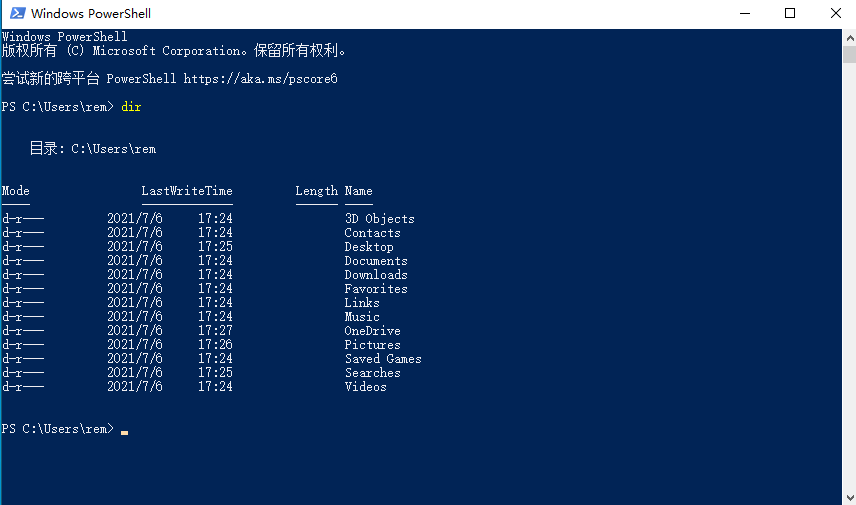 Windows PowerShell
Windows PowerShell
版权所有 (C) Microsoft Corporation。保留所有权利。
尝试新的跨平台 PowerShell https://aka.ms/pscore6
PS C:\Users\rem> dir
目录: C:\Users\rem
Mode                LastWriteTime         Length Name
----                -------------         ------ ----
d-r---         2021/7/6     17:24                3D Objects
d-r---         2021/7/6     17:24                Contacts
d-r---         2021/7/6     17:25                Desktop
d-r---         2021/7/6     17:24                Documents
d-r---         2021/7/6     17:24                Downloads
d-r---         2021/7/6     17:24                Favorites
d-r---         2021/7/6     17:24                Links
d-r---         2021/7/6     17:24                Music
d-r---         2021/7/6     17:27                OneDrive
d-r---         2021/7/6     17:26                Pictures
d-r---         2021/7/6     17:24                Saved Games
d-r---         2021/7/6     17:25                Searches
d-r---         2021/7/6     17:24                Videos
PS C:\Users\rem>